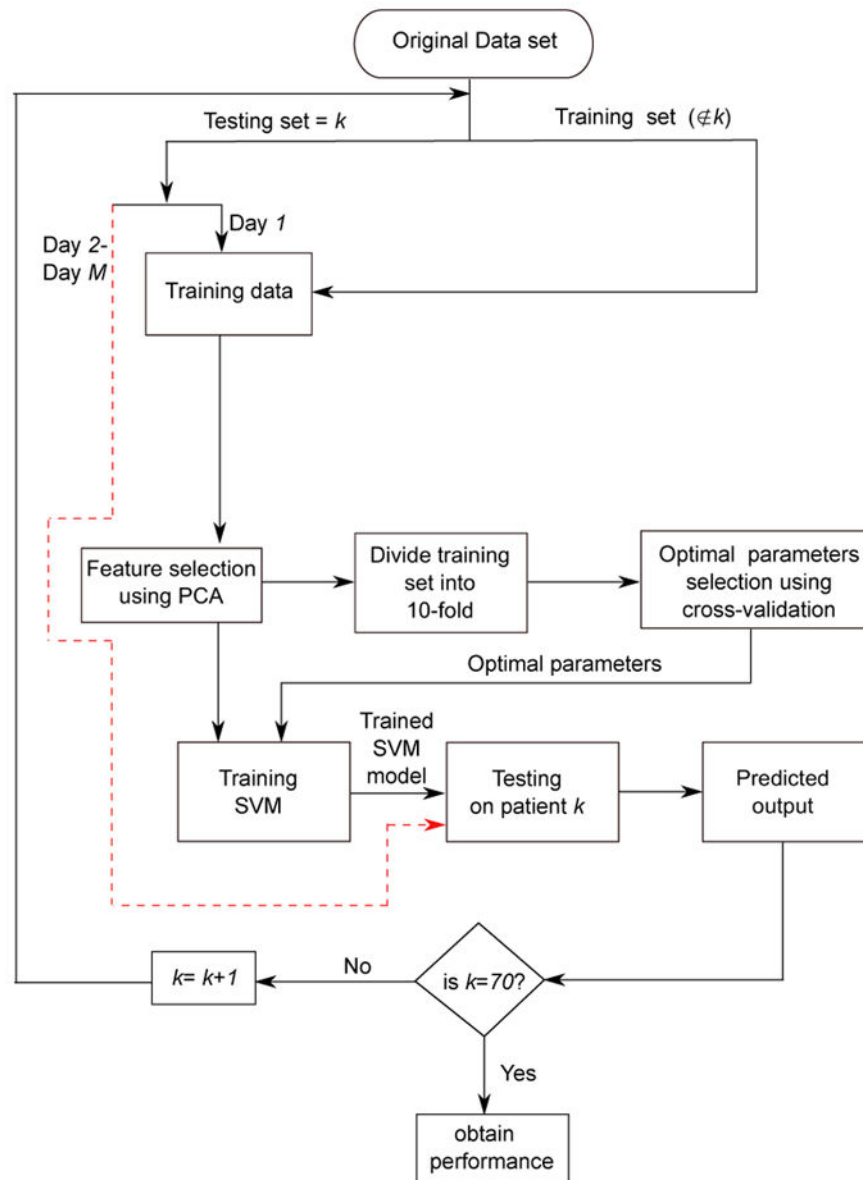 Original Data set
Testing set = k
Training set (∉k)
Day 1
Day 2-
Day M
Training data
Feature selection
using PCA
Divide training
set into
10-fold
Optimal parameters
selection using
cross-validation
Optimal parameters
Training
SVM
Trained
SVM
model
Testing
on patient k
Predicted
output
is k=70?
No
k= k+1
Yes
obtain
performance